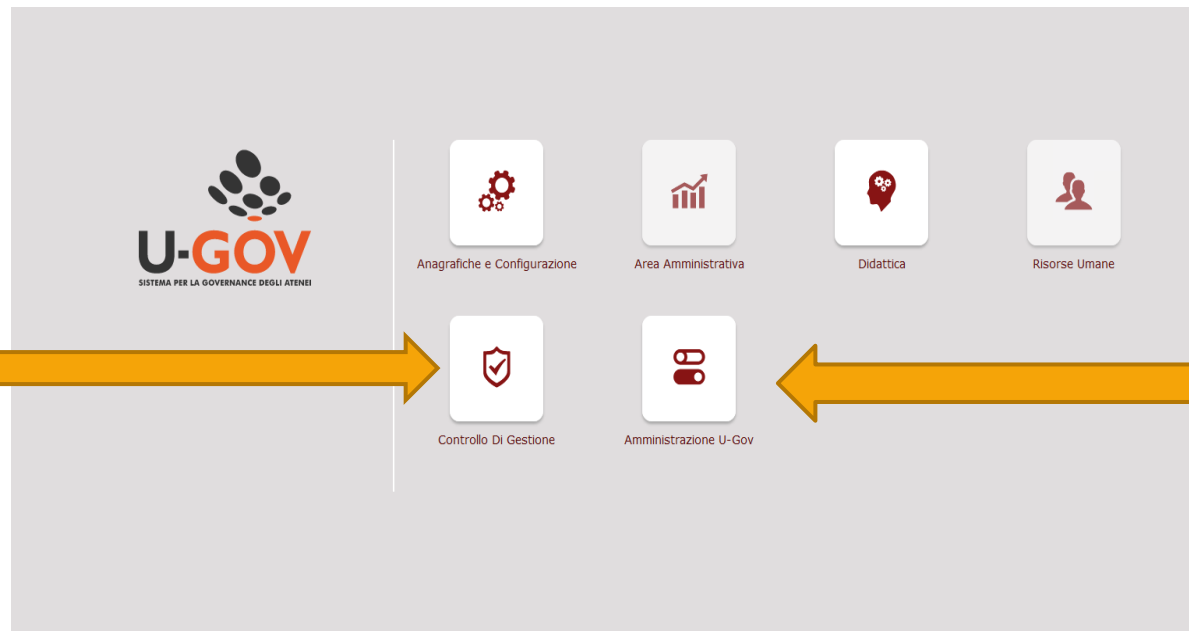 U-GOV
SISTEMA PER LA GOVERNANCE DEGLI ATENEI
Anagrafiche e Configurazione
Area Amministrativa
Didattica
Risorse Umane
Controllo Di Gestione
Amministrazione U-Gov